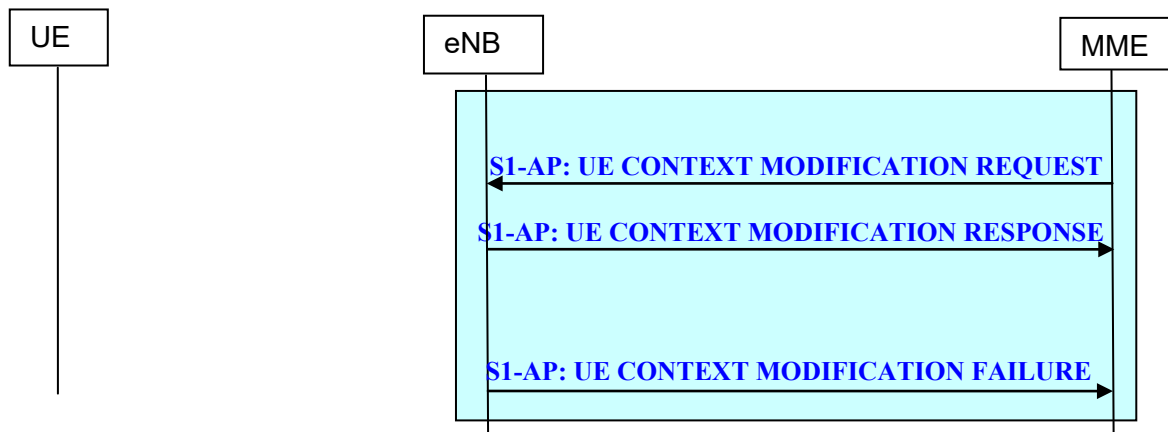 UE
eNB
MME
S1-AP: UE CONTEXT MODIFICATION REQUEST
S1-AP: UE CONTEXT MODIFICATION RESPONSE
S1-AP: UE CONTEXT MODIFICATION FAILURE